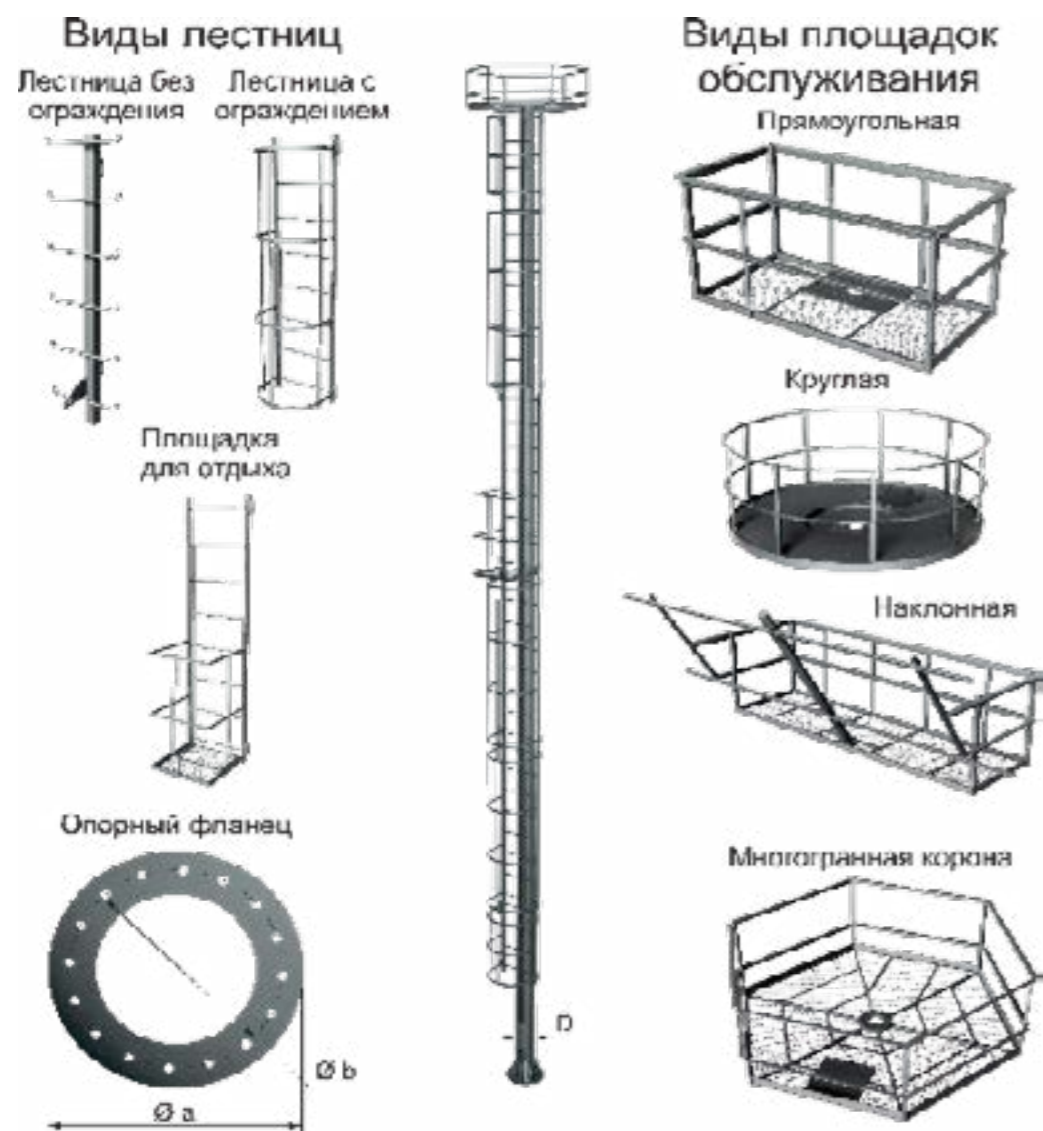 Виды лестниц
Лестница без
ограждения
Лестница с
ограждением
Площадка
для отдыха
Опорный фланец
Ø b
Ø a
D
Виды площадок
обслуживания
Прямоугольная
Круглая
Наклонная
Многогранная корона